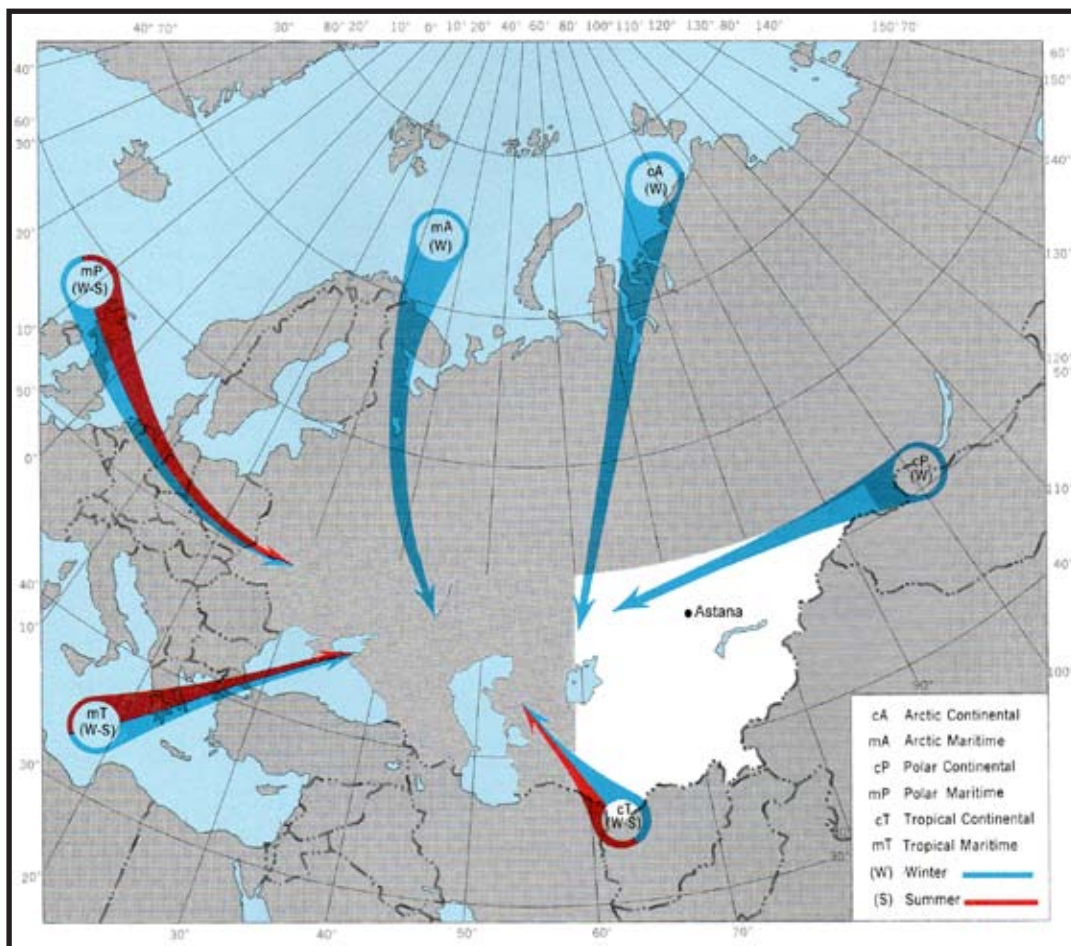 40° 70° 30° 80° 20° 10° 0° 10° 80° 100° 80° 110° 120° 130° 80° 140° 150° 70°
40°
60°
30°
20°
10°
50°
0°
40°
10°
30°
20°
60°
150°
140°
130°
120°
50°
110°
40°
100°
90°
30°
30° 40° 50° 60° 70°
cA
(W)
mA
(W)
mP
(W-S)
cP
(W)
Astana
mT
(W-S)
cT
(W-S)
cA Arctic Continental
mA Arctic Maritime
cP Polar Continental
mP Polar Maritime
cT Tropical Continental
mT Tropical Maritime
(W) Winter
(S) Summer